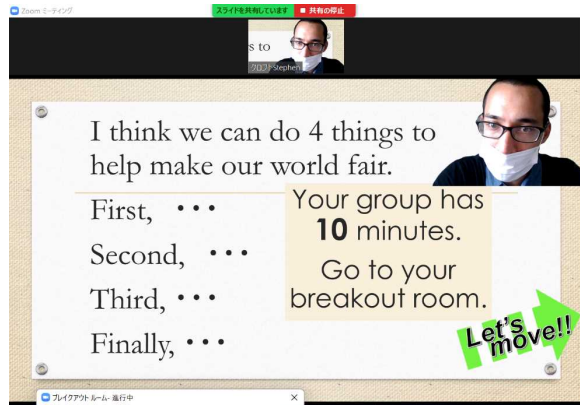 Zoom ミーティング
スライドを共有しています
共有の停止
s to
Stephen
I think we can do 4 things to
help make our world fair.
First, •••
Second, •••
Third, •••
Finally, •••
Your group has
10 minutes.
Go to your
breakout room.
Let's
move!!
ブレイクアウト ルーム - 進行中